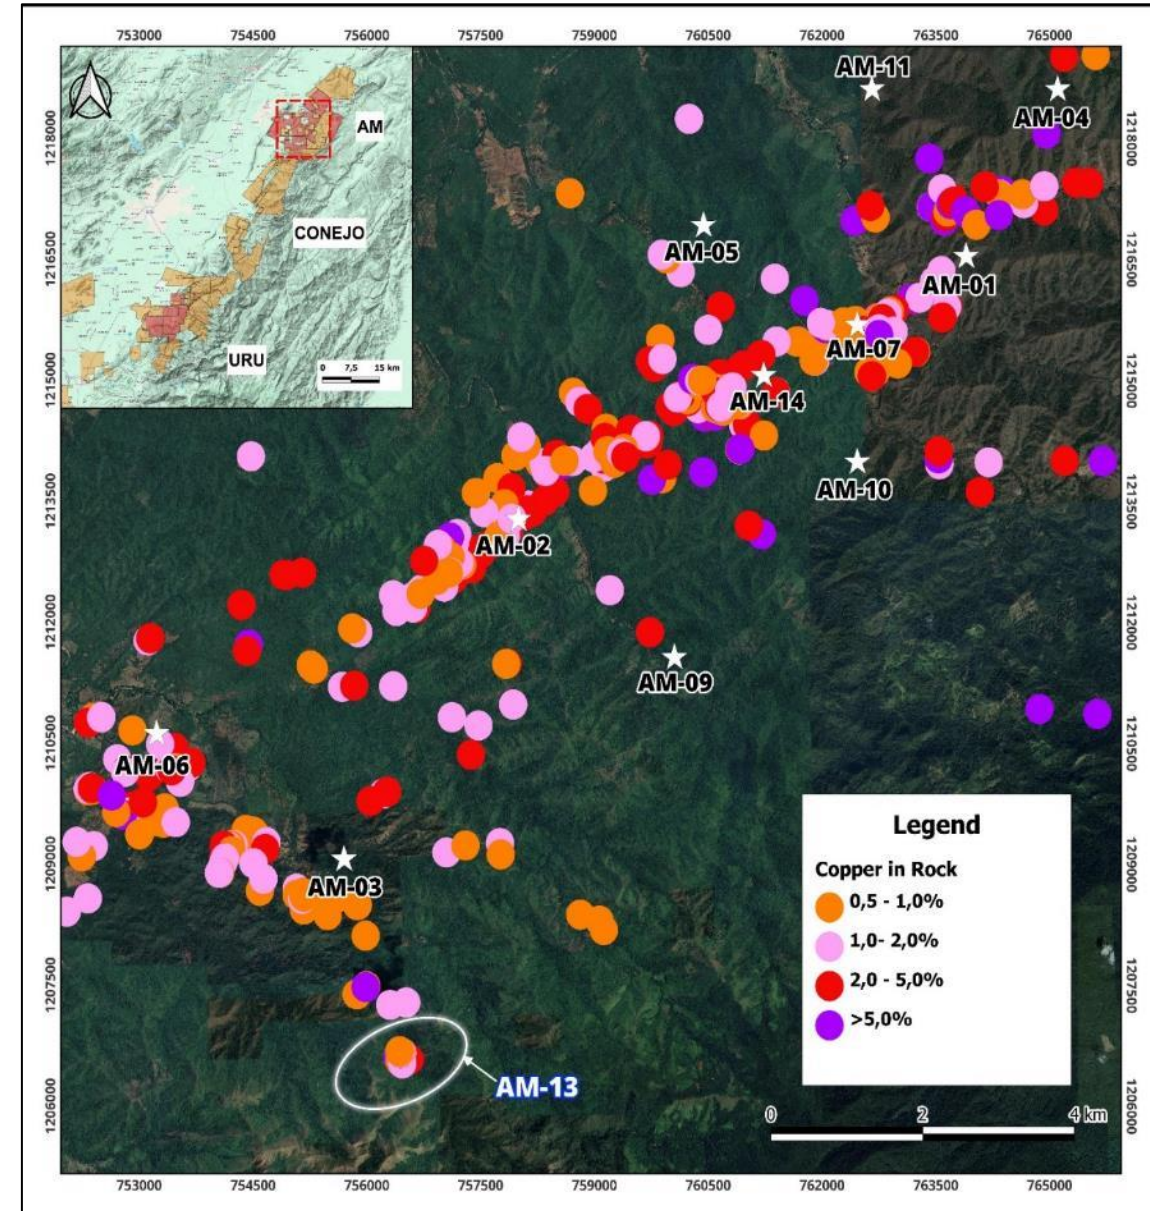 753000 754500 756000 757500 759000 760500 762000 763500 765000
1218000
1216500
1215000
1213500
1212000
1210500
1209000
1207500
1206000
AM
CONEJO
URU
0 7,5 15 km
AM-11
AM-04
AM-05
AM-01
AM-07
AM-14
AM-10
AM-02
AM-09
AM-06
AM-03
AM-13
Legend
Copper in Rock
0,5 - 1,0%
1,0- 2,0%
2,0 - 5,0%
>5,0%
0 2 4 km
1218000
1216500
1215000
1213500
1212000
1210500
1209000
1207500
1206000
753000 754500 756000 757500 759000 760500 762000 763500 765000